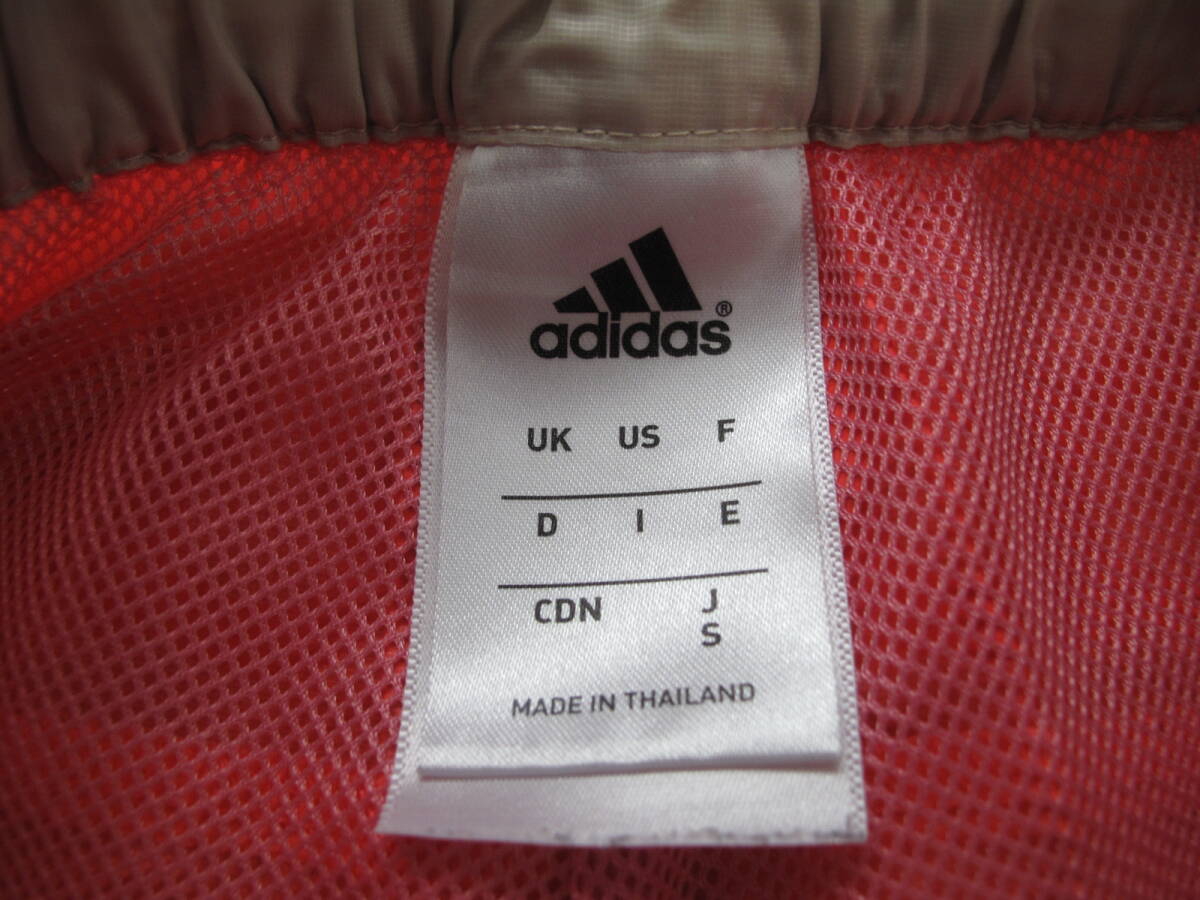 adidas®
UK US F
D I E
CDN J
S
MADE IN THAILAND